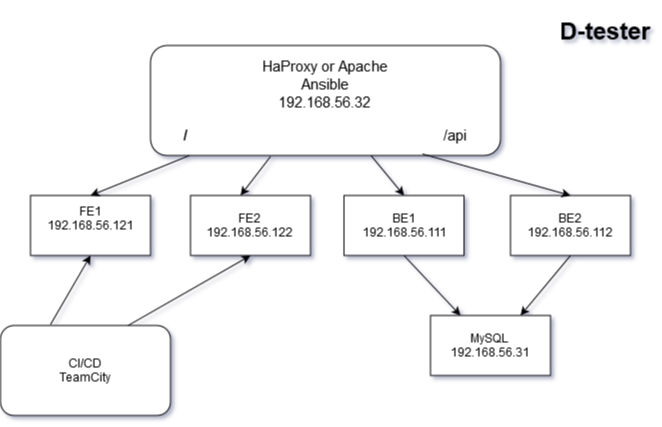 D-tester
HaProxy or Apache
Ansible
192.168.56.32
/
/api
FE1
192.168.56.121
FE2
192.168.56.122
BE1
192.168.56.111
BE2
192.168.56.112
CI/CD
TeamCity
MySQL
192.168.56.31